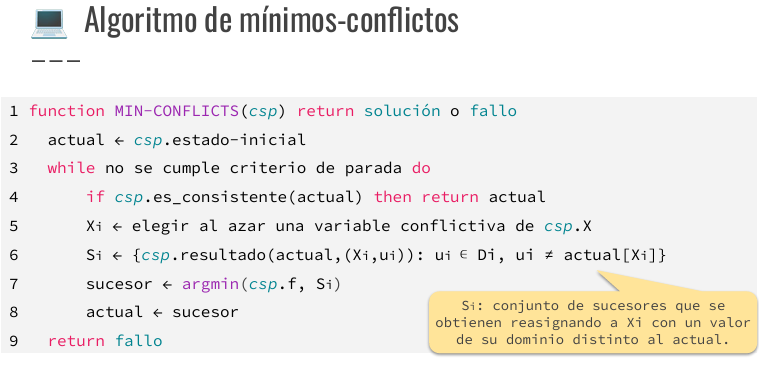 Algoritmo de mínimos-conflictos
___
1 function MIN-CONFLICTS(csp) return solución o fallo
2 actual ← csp.estado-inicial
3 while no se cumple criterio de parada do
4 if csp.es_consistente(actual) then return actual
5 Xi ← elegir al azar una variable conflictiva de csp.X
6 Si ← {csp.resultado(actual,(Xi,ui)): ui ∈ Di, ui ≠ actual[Xi]}
7 sucesor ← argmin(csp.f, Si)
8 actual ← sucesor
9 return fallo
Si: conjunto de sucesores que se
obtienen reasignando a Xi con un valor
de su dominio distinto al actual.